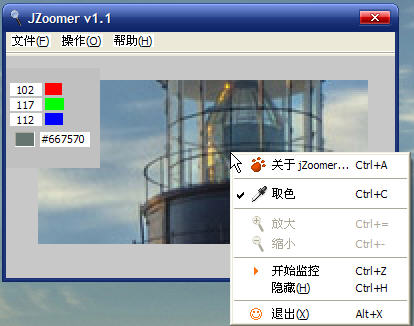 JZoomer v1.1
文件(F) 操作(O) 帮助(H)
102
117
112
#667570
关于 jZoomer... Ctrl+A
取色 Ctrl+C
放大 Ctrl+=
缩小 Ctrl+-
开始监控 Ctrl+Z
隐藏(H) Ctrl+H
退出(X) Alt+X